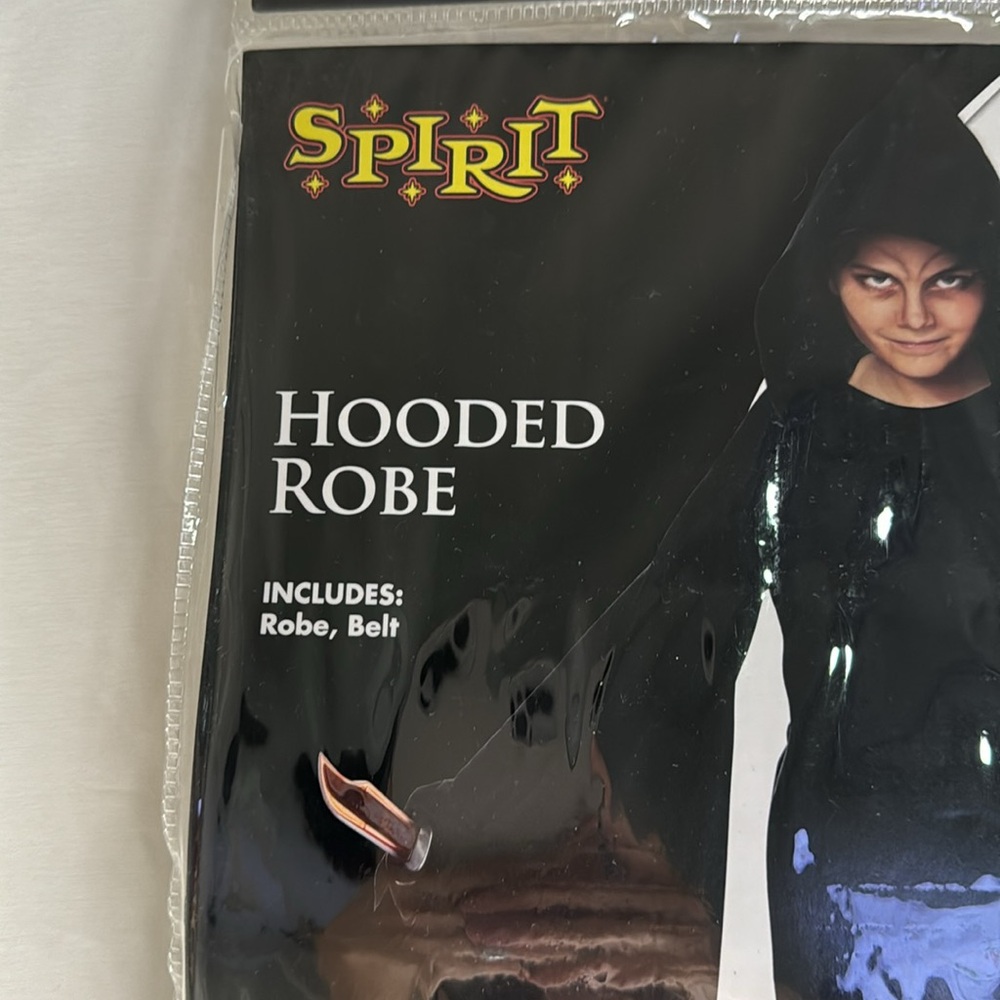 SPIRIT
HOODED
ROBE
INCLUDES:
Robe, Belt